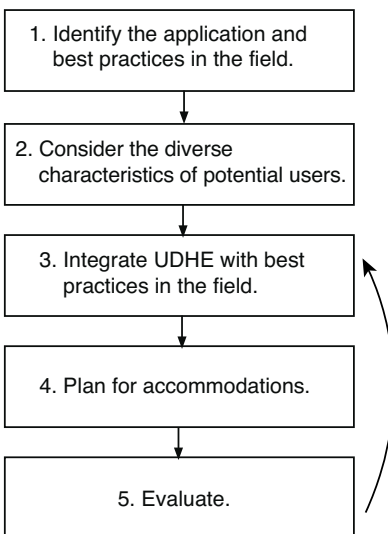 1. Identify the application and
best practices in the field.
2. Consider the diverse
characteristics of potential users.
3. Integrate UDHE with best
practices in the field.
4. Plan for accommodations.
5. Evaluate.